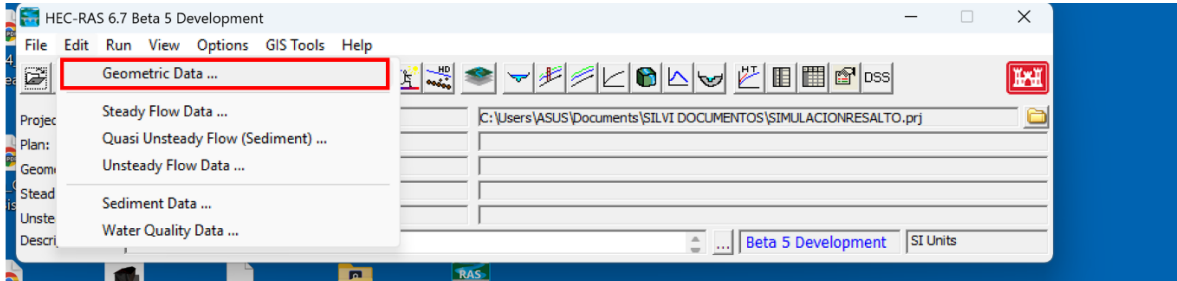 HEC-RAS 6.7 Beta 5 Development
File Edit Run View Options GIS Tools Help
Geometric Data ...
HD
HT
DSS
Steady Flow Data ...
C:\Users\ASUS\Documents\SILVI DOCUMENTOS\SIMULACIONRESALTO.prj
Projec
Quasi Unsteady Flow (Sediment) ...
Plan:
Unsteady Flow Data ...
Geom
Stead
Sediment Data ...
Unste
Water Quality Data ...
Descri
... Beta 5 Development SI Units
RAS